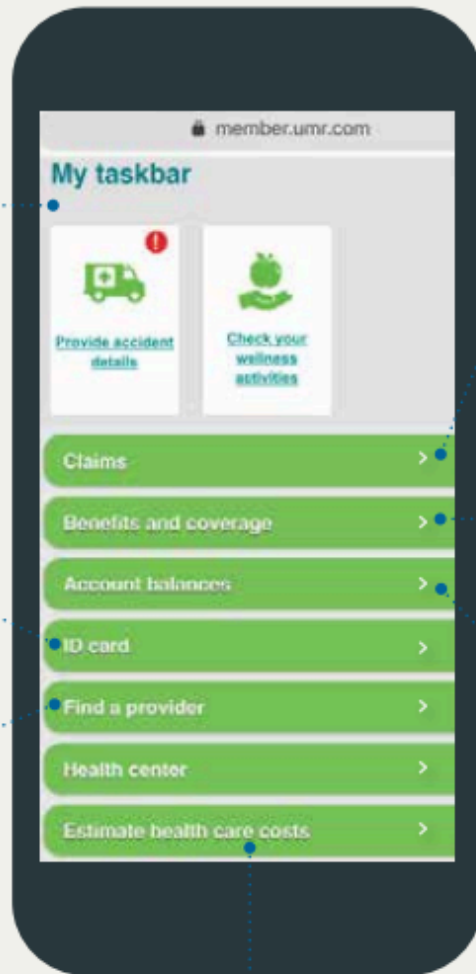 member.umr.com
My taskbar
!
Provide accident
details
Check your
wellness
activities
Claims
Benefits and coverage
Account balances
ID card
Find a provider
Health center
Estimate health care costs